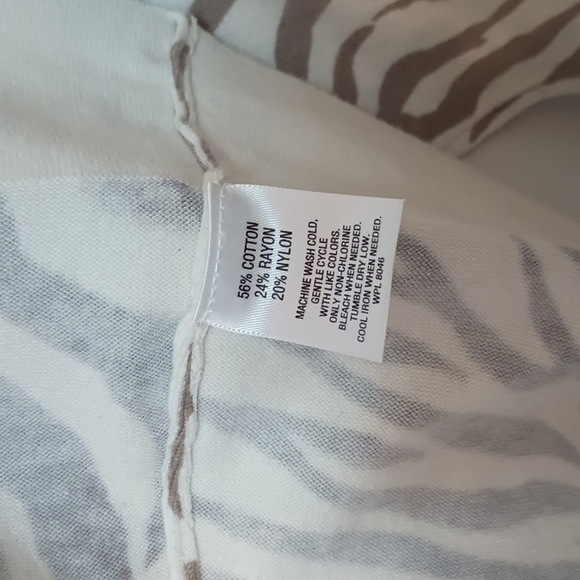 56% COTTON
24% RAYON
20% NYLON
MACHINE WASH COLD,
GENTLE CYCLE
WITH LIKE COLORS.
ONLY NON-CHLORINE
BLEACH WHEN NEEDED.
TUMBLE DRY LOW.
COOL IRON WHEN NEEDED.
WPL 8046